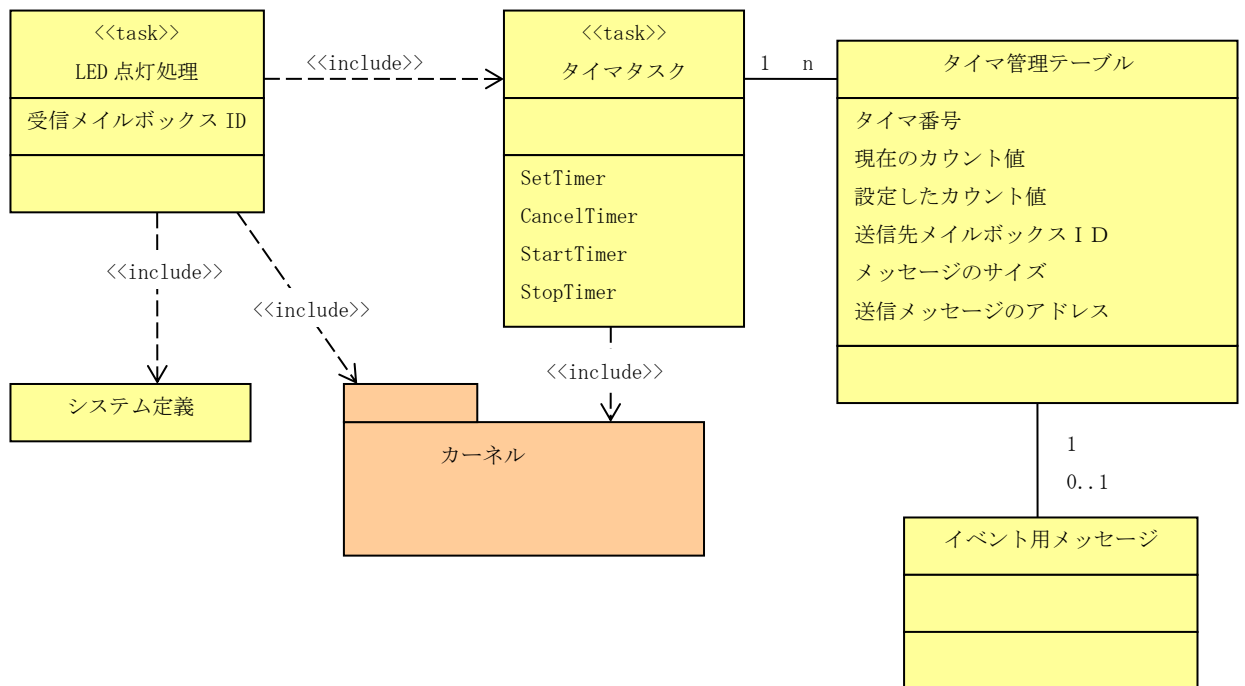 <<task>>
LED 点灯処理
受信メイルボックス ID
<<include>>
<<task>>
タイマタスク
SetTimer
CancelTimer
StartTimer
StopTimer
1 n
タイマ管理テーブル
タイマ番号
現在のカウント値
設定したカウント値
送信先メイルボックスＩＤ
メッセージのサイズ
送信メッセージのアドレス
<<include>>
<<include>>
<<include>>
システム定義
カーネル
1
0..1
イベント用メッセージ